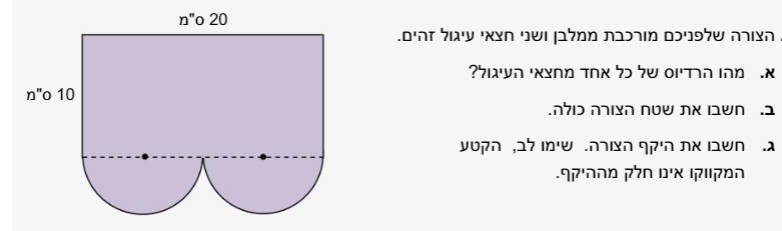 הצורה שלפניכם מורכבת ממלבן ושני חצאי עיגול זהים.
א. מהו הרדיוס של כל אחד מחצאי העיגול?
ב. חשבו את שטח הצורה כולה.
ג. חשבו את היקף הצורה. שימו לב, הקטע
המקווקו אינו חלק מההיקף.
20 ס"מ
10 ס"מ